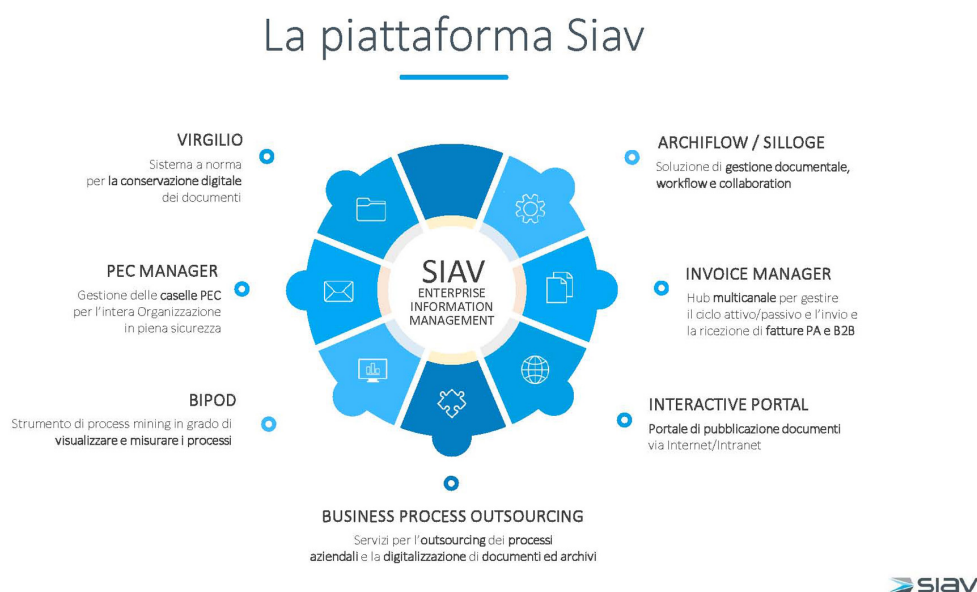 La piattaforma Siav
VIRGILIO
Sistema a norma
per la conservazione digitale
dei documenti
PEC MANAGER
Gestione delle caselle PEC
per l'intera Organizzazione
in piena sicurezza
BIPOD
Strumento di process mining in grado di
visualizzare e misurare i processi
SIAV
ENTERPRISE
INFORMATION
MANAGEMENT
ARCHIFLOW / SILLOGE
Soluzione di gestione documentale,
workflow e collaboration
INVOICE MANAGER
Hub multicanale per gestire
il ciclo attivo/passivo e l'invio e
la ricezione di fatture PA e B2B
INTERACTIVE PORTAL
Portale di pubblicazione documenti
via Internet/Intranet
BUSINESS PROCESS OUTSOURCING
Servizi per l'outsourcing dei processi
aziendali e la digitalizzazione di documenti ed archivi
siav